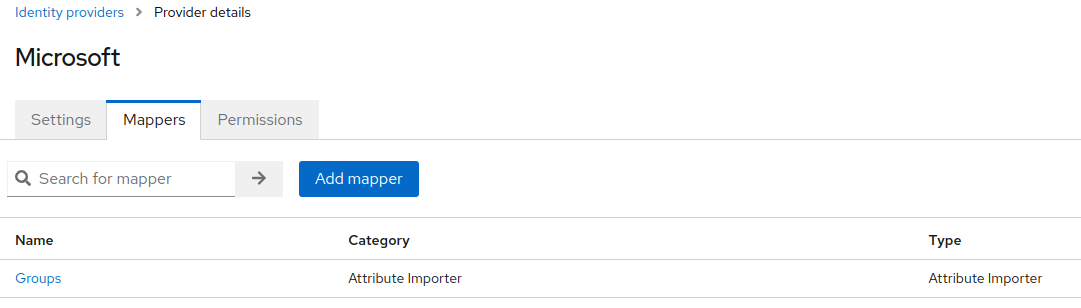 Identity providers > Provider details
Microsoft
Settings Mappers Permissions
Search for mapper Add mapper
Name Category Type
Groups Attribute Importer Attribute Importer